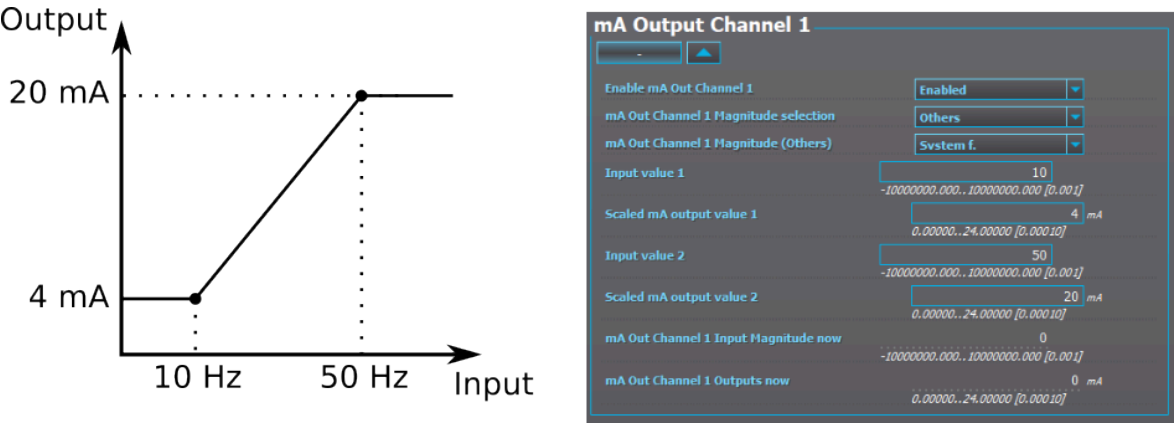 Output
20 mA
4 mA
10 Hz
50 Hz
Input
mA Output Channel 1
-
Enable mA Out Channel 1
Enabled
mA Out Channel 1 Magnitude selection
Others
mA Out Channel 1 Magnitude (Others)
System f.
Input value 1
10
-10000000.000..10000000.000 [0.001]
Scaled mA output value 1
4 mA
0.00000..24.00000 [0.00010]
Input value 2
50
-10000000.000..10000000.000 [0.001]
Scaled mA output value 2
20 mA
0.00000..24.00000 [0.00010]
mA Out Channel 1 Input Magnitude now
0
-10000000.000..10000000.000 [0.001]
mA Out Channel 1 Outputs now
0 mA
0.00000..24.00000 [0.00010]